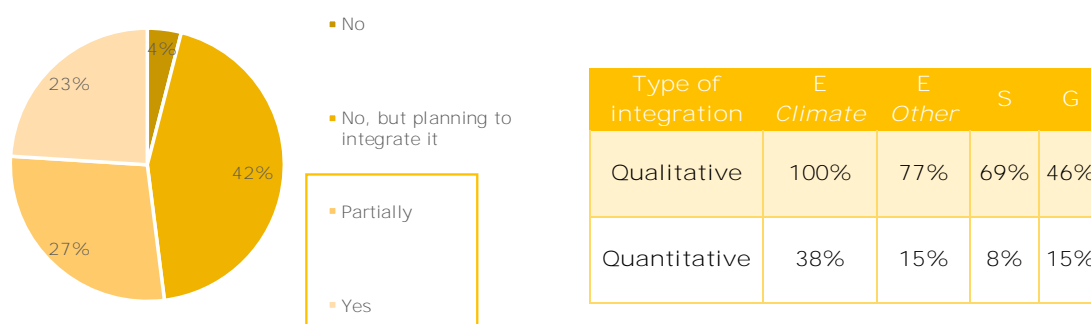 4%
42%
27%
23%
No
No, but planning to
integrate it
Partially
Yes
Type of integration E Climate E Other S G
Qualitative 100% 77% 69% 46%
Quantitative 38% 15% 8% 15%